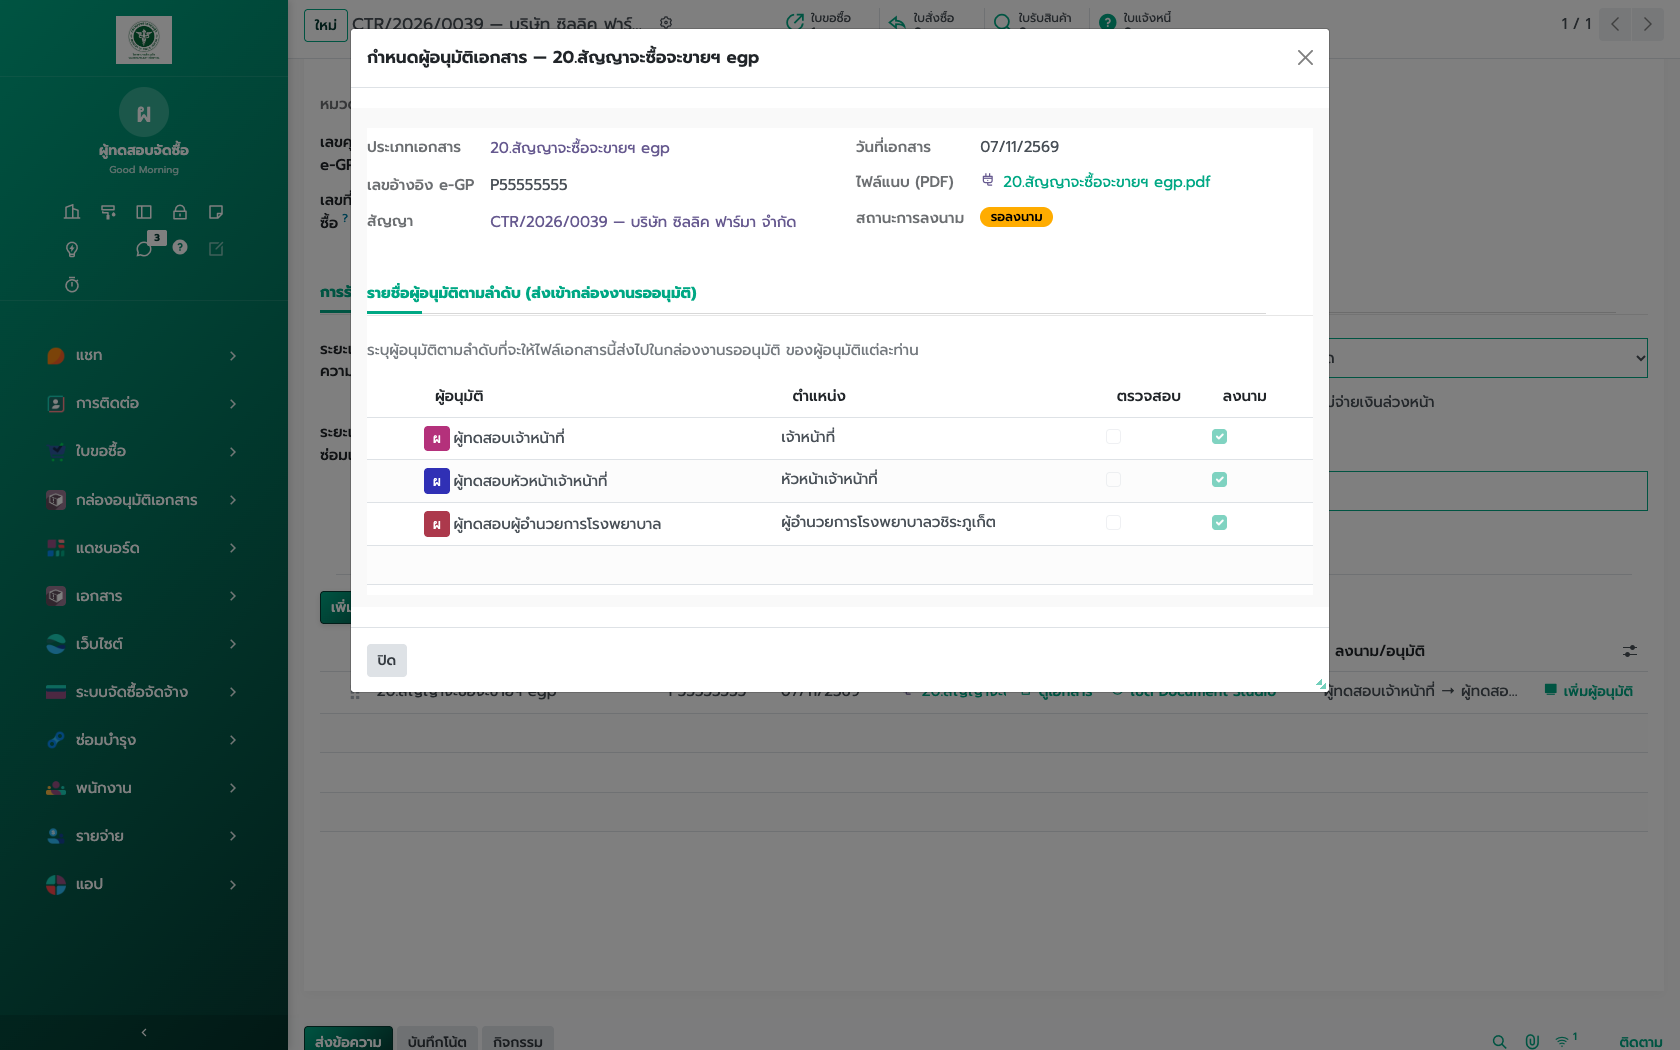 ใหม่
CTR/2026/0039 — บริษัท ซิลลิค ฟาร์...
ใบขอซื้อ
ใบสั่งซื้อ
ใบรับสินค้า
ใบแจ้งหนี้
1 / 1
กำหนดผู้อนุมัติเอกสาร — 20.สัญญาจะซื้อจะขายฯ egp
ประเภทเอกสาร
20.สัญญาจะซื้อจะขายฯ egp
วันที่เอกสาร
07/11/2569
เลขอ้างอิง e-GP
P55555555
ไฟล์แนบ (PDF)
20.สัญญาจะซื้อจะขายฯ egp.pdf
สัญญา
CTR/2026/0039 — บริษัท ซิลลิค ฟาร์มา จำกัด
สถานะการลงนาม
รอลงนาม
รายชื่อผู้อนุมัติตามลำดับ (ส่งเข้ากล่องงานรออนุมัติ)
ระบุผู้อนุมัติตามลำดับที่จะให้ไฟล์เอกสารนี้ส่งไปในกล่องงานรออนุมัติ ของผู้อนุมัติแต่ละท่าน
ผู้อนุมัติ ตำแหน่ง ตรวจสอบ ลงนาม
ผ ผู้ทดสอบเจ้าหน้าที่ เจ้าหน้าที่
ผ ผู้ทดสอบหัวหน้าเจ้าหน้าที่ หัวหน้าเจ้าหน้าที่
ผ ผู้ทดสอบผู้อำนวยการโรงพยาบาล ผู้อำนวยการโรงพยาบาลวชิระภูเก็ต
ปิด
ผ
ผู้ทดสอบจัดซื้อ
Good Morning
3
แชท
การติดต่อ
ใบขอซื้อ
กล่องอนุมัติเอกสาร
แดชบอร์ด
เอกสาร
เว็บไซต์
ระบบจัดซื้อจัดจ้าง
ซ่อมบำรุง
พนักงาน
รายจ่าย
แอป
e-GP
ซื้อ ?
ม่จ่ายเงินล่วงหน้า
ลงนาม/อนุมัติ
ผู้ทดสอบเจ้าหน้าที่ → ผู้ทดสอ...
เพิ่มผู้อนุมัติ
ส่งข้อความ
บันทึกโน้ต
กิจกรรม
1
ติดตาม